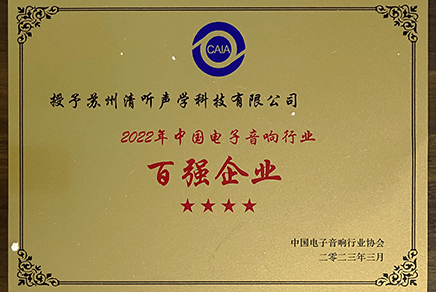 CAIA
授予苏州清听声学科技有限公司
2022年中国电子音响行业
百强企业
★★★★
中国电子音响行业协会
二零二三年三月